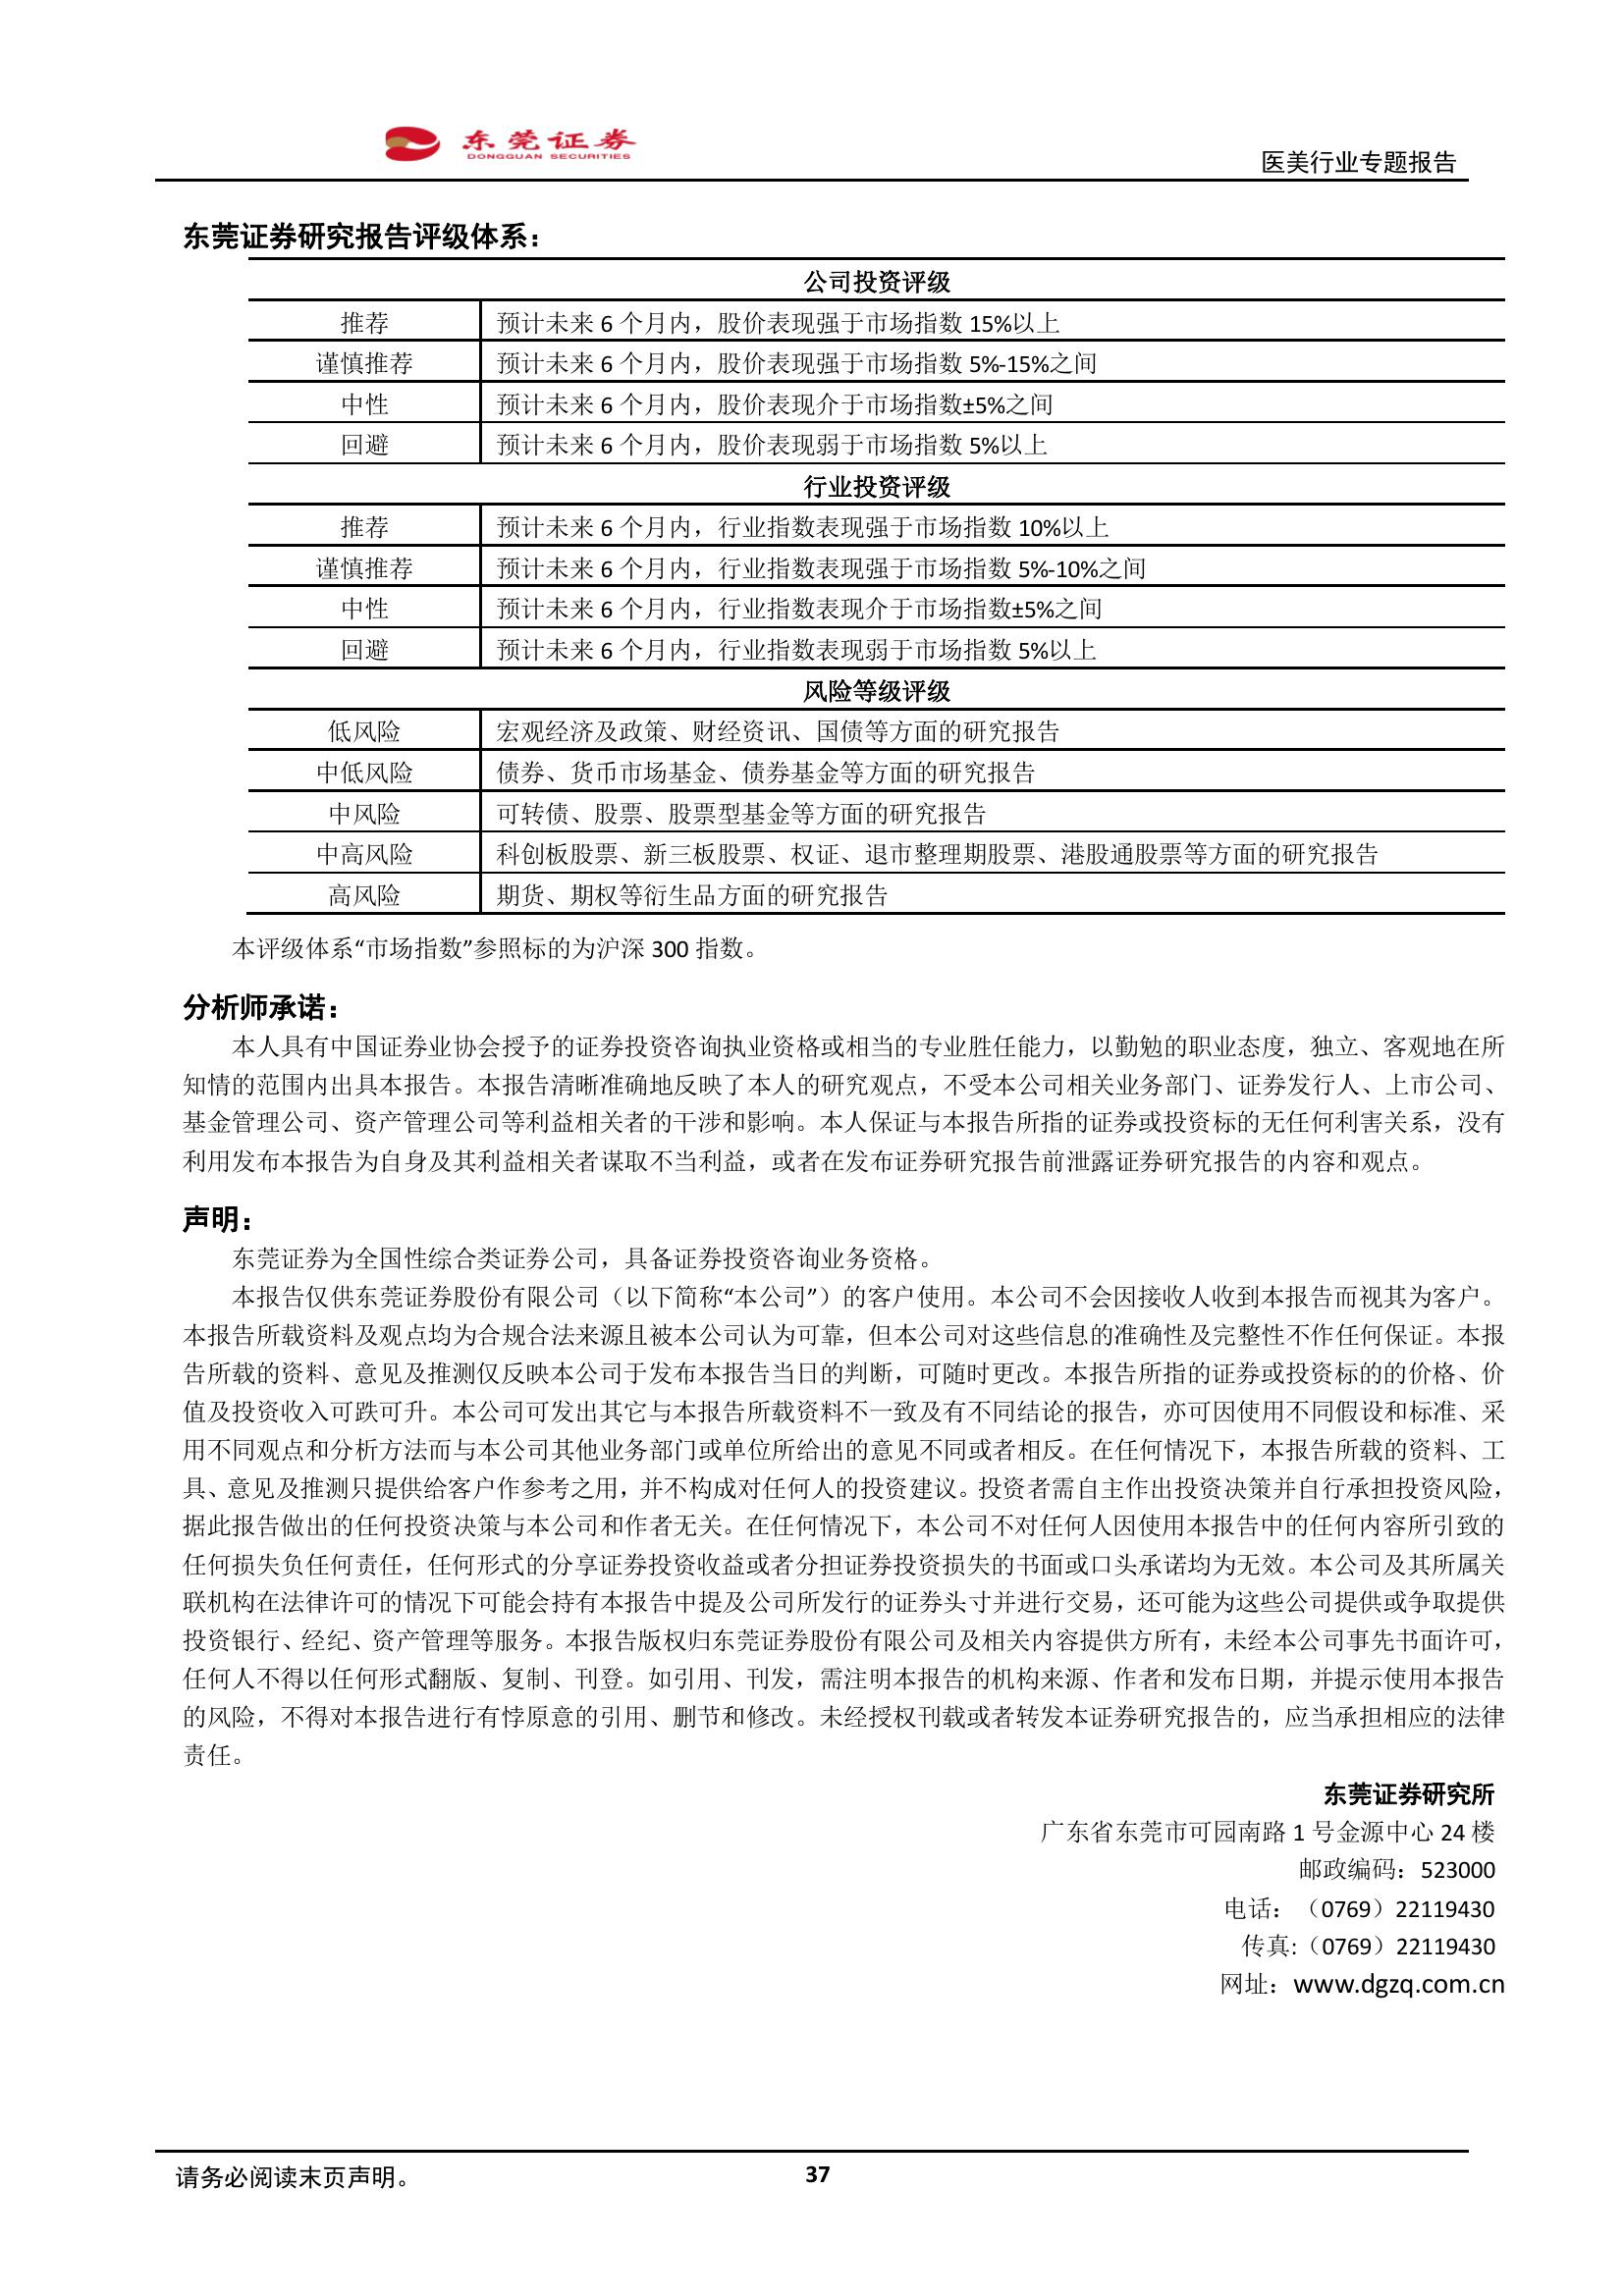 东莞证券
DONGGUAN SECURITIES
医美行业专题报告
东莞证券研究报告评级体系：
公司投资评级
推荐 预计未来 6 个月内，股价表现强于市场指数 15%以上
谨慎推荐 预计未来 6 个月内，股价表现强于市场指数 5%-15%之间
中性 预计未来 6 个月内，股价表现介于市场指数±5%之间
回避 预计未来 6 个月内，股价表现弱于市场指数 5%以上
行业投资评级
推荐 预计未来 6 个月内，行业指数表现强于市场指数 10%以上
谨慎推荐 预计未来 6 个月内，行业指数表现强于市场指数 5%-10%之间
中性 预计未来 6 个月内，行业指数表现介于市场指数±5%之间
回避 预计未来 6 个月内，行业指数表现弱于市场指数 5%以上
风险等级评级
低风险 宏观经济及政策、财经资讯、国债等方面的研究报告
中低风险 债券、货币市场基金、债券基金等方面的研究报告
中风险 可转债、股票、股票型基金等方面的研究报告
中高风险 科创板股票、新三板股票、权证、退市整理期股票、港股通股票等方面的研究报告
高风险 期货、期权等衍生品方面的研究报告
本评级体系“市场指数”参照标的为沪深 300 指数。
分析师承诺：
本人具有中国证券业协会授予的证券投资咨询执业资格或相当的专业胜任能力，以勤勉的职业态度，独立、客观地在所
知情的范围内出具本报告。本报告清晰准确地反映了本人的研究观点，不受本公司相关业务部门、证券发行人、上市公司、
基金管理公司、资产管理公司等利益相关者的干涉和影响。本人保证与本报告所指的证券或投资标的无任何利害关系，没有
利用发布本报告为自身及其利益相关者谋取不当利益，或者在发布证券研究报告前泄露证券研究报告的内容和观点。
声明：
东莞证券为全国性综合类证券公司，具备证券投资咨询业务资格。
本报告仅供东莞证券股份有限公司（以下简称“本公司”）的客户使用。本公司不会因接收人收到本报告而视其为客户。
本报告所载资料及观点均为合规合法来源且被本公司认为可靠，但本公司对这些信息的准确性及完整性不作任何保证。本报
告所载的资料、意见及推测仅反映本公司于发布本报告当日的判断，可随时更改。本报告所指的证券或投资标的的价格、价
值及投资收入可跌可升。本公司可发出其它与本报告所载资料不一致及有不同结论的报告，亦可因使用不同假设和标准、采
用不同观点和分析方法而与本公司其他业务部门或单位所给出的意见不同或者相反。在任何情况下，本报告所载的资料、工
具、意见及推测只提供给客户作参考之用，并不构成对任何人的投资建议。投资者需自主作出投资决策并自行承担投资风险，
据此报告做出的任何投资决策与本公司和作者无关。在任何情况下，本公司不对任何人因使用本报告中的任何内容所引致的
任何损失负任何责任，任何形式的分享证券投资收益或者分担证券投资损失的书面或口头承诺均为无效。本公司及其所属关
联机构在法律许可的情况下可能会持有本报告中提及公司所发行的证券头寸并进行交易，还可能为这些公司提供或争取提供
投资银行、经纪、资产管理等服务。本报告版权归东莞证券股份有限公司及相关内容提供方所有，未经本公司事先书面许可，
任何人不得以任何形式翻版、复制、刊登。如引用、刊发，需注明本报告的机构来源、作者和发布日期，并提示使用本报告
的风险，不得对本报告进行有悖原意的引用、删节和修改。未经授权刊载或者转发本证券研究报告的，应当承担相应的法律
责任。
东莞证券研究所
广东省东莞市可园南路 1 号金源中心 24 楼
邮政编码：523000
电话：（0769）22119430
传真:（0769）22119430
网址：www.dgzq.com.cn
请务必阅读末页声明。
37